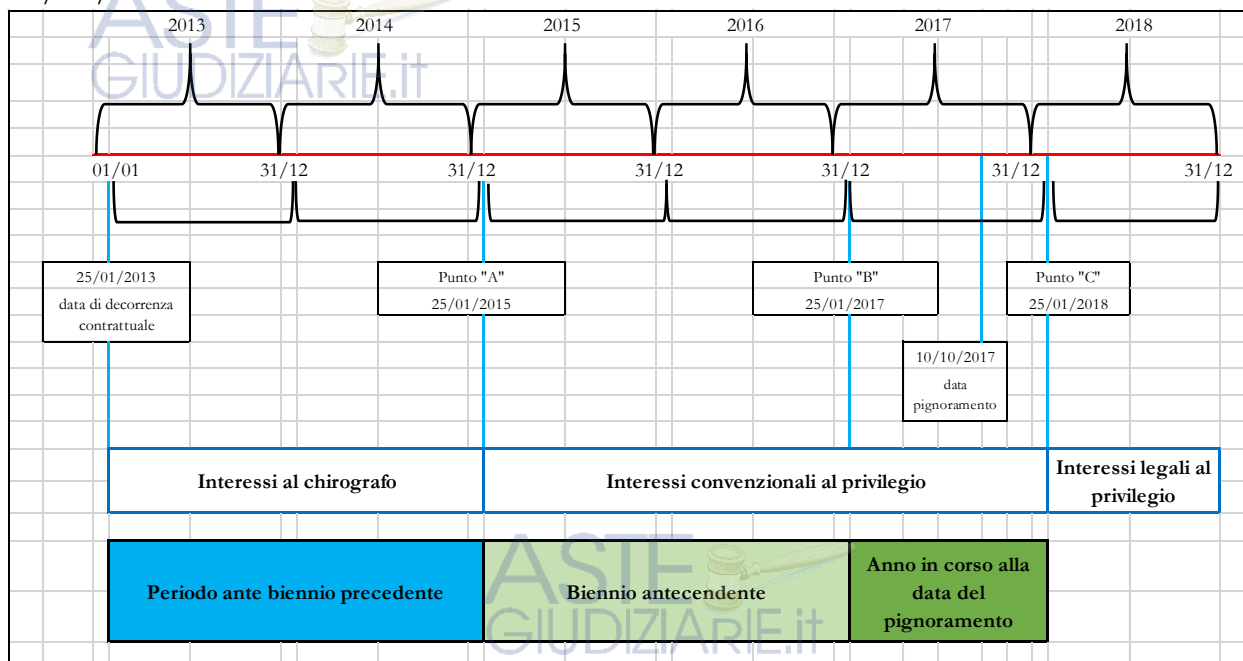 2013 2014 2015 2016 2017 2018
ASTE
GIUDIZIARIE.it
01/01 31/12 31/12 31/12 31/12 31/12 31/12
25/01/2013
data di decorrenza
contrattuale
Punto "A"
25/01/2015
Punto "B"
25/01/2017
Punto "C"
25/01/2018
10/10/2017
data
pignoramento
Interessi al chirografo
Interessi convenzionali al privilegio
Interessi legali al
privilegio
Periodo ante biennio precedente
Biennio antecendente
Anno in corso alla
data del
pignoramento
ASTE
GIUDIZIARIE.it